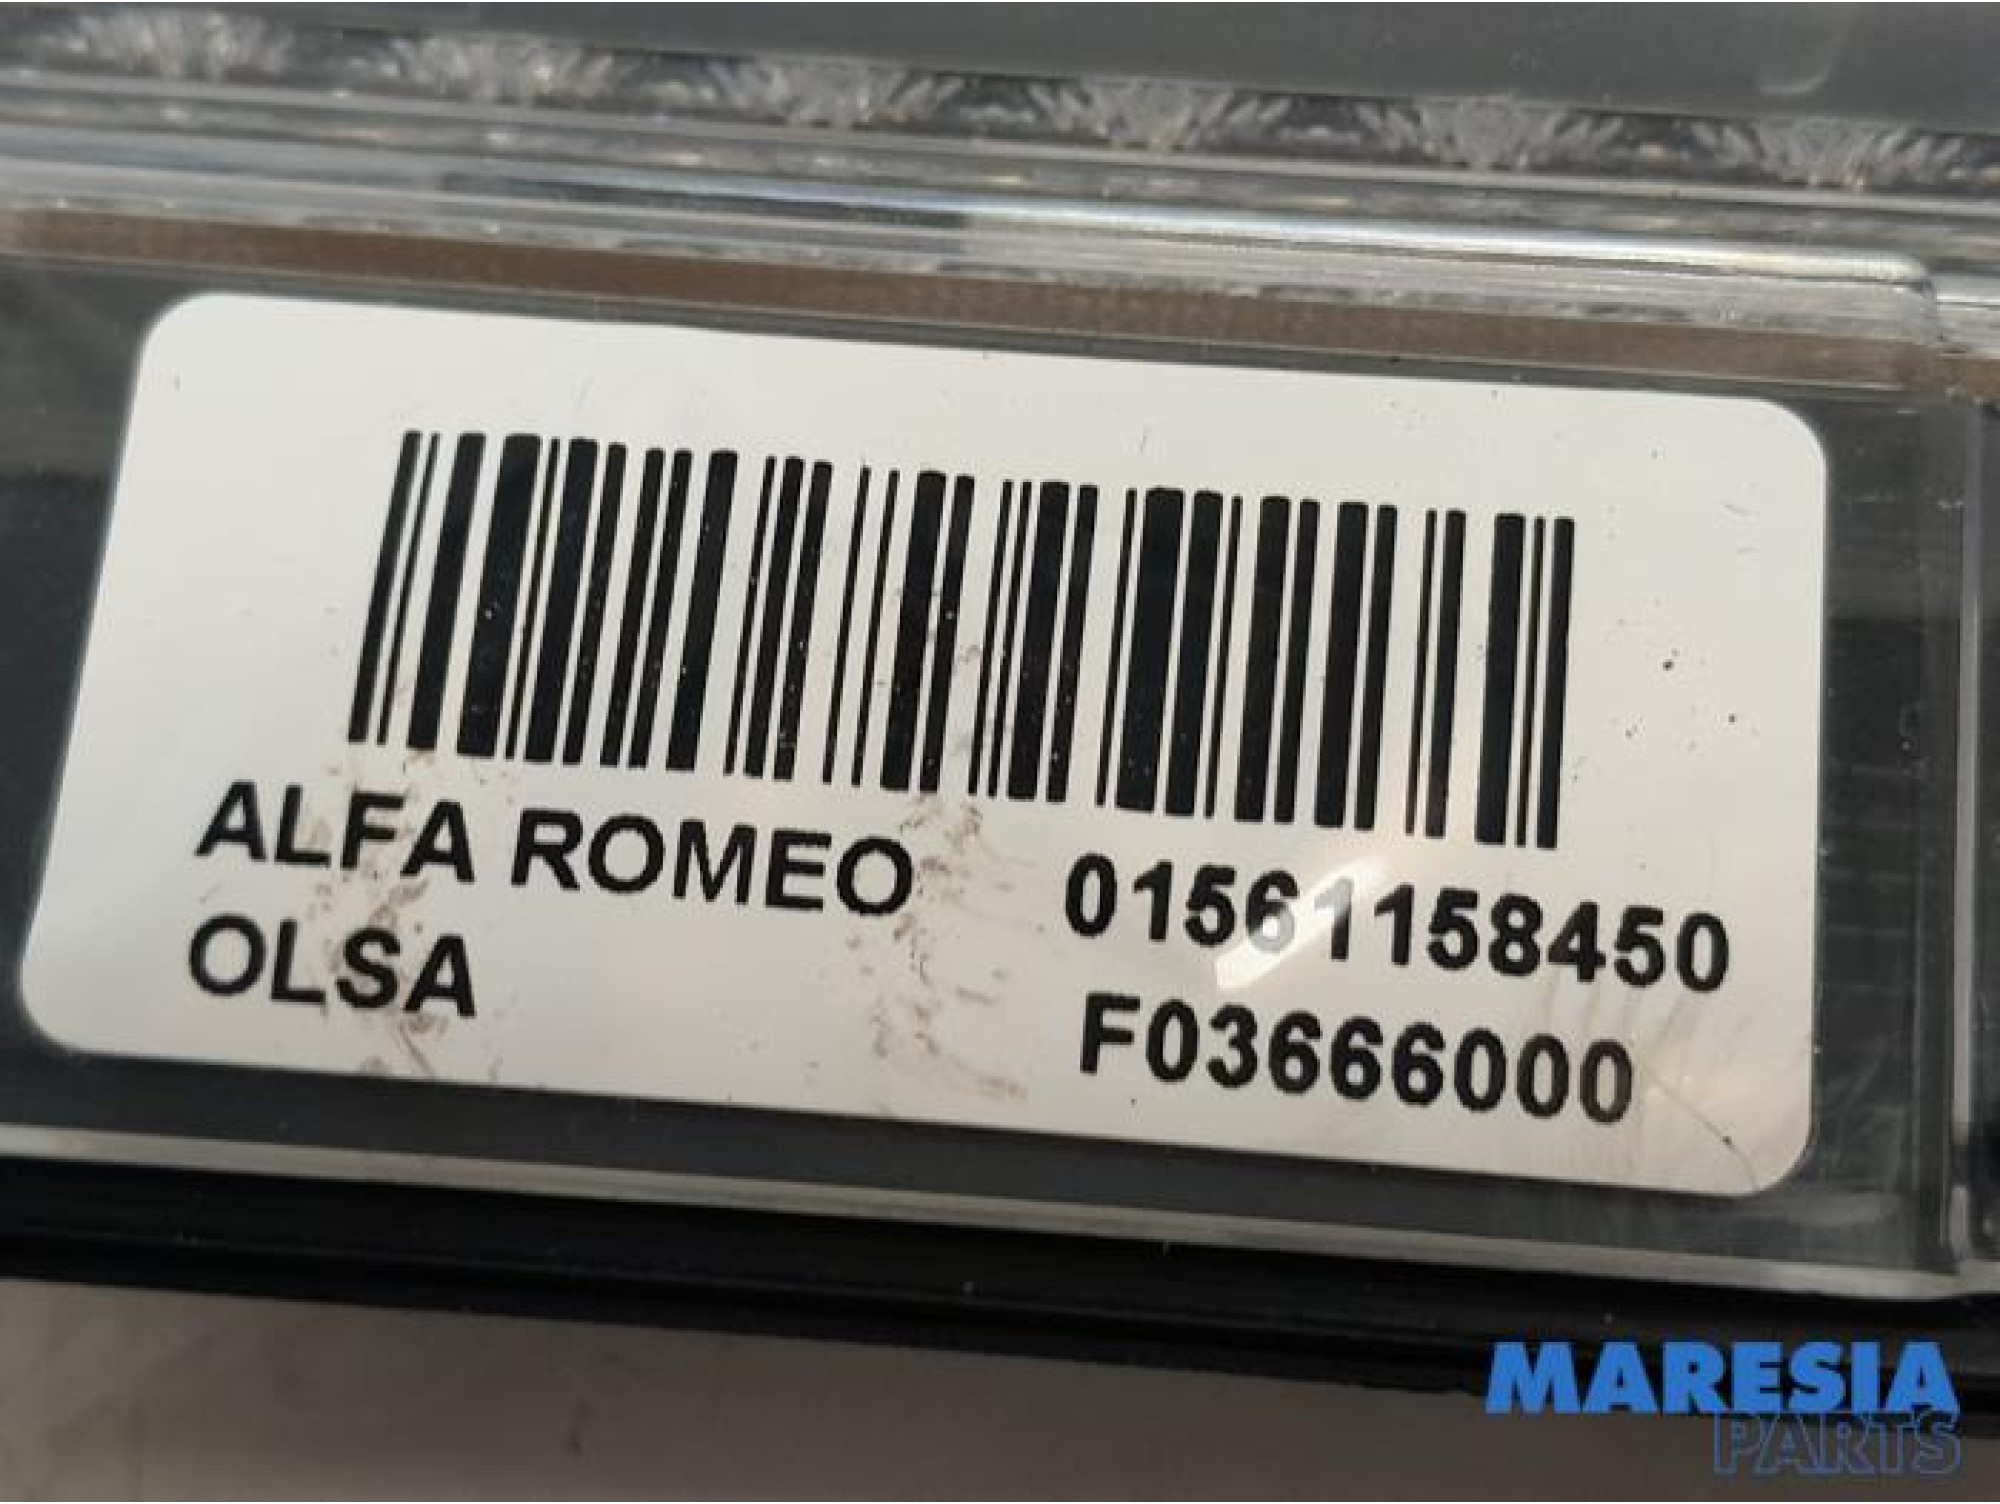 ALFA ROMEO 01561158450
OLSA F03666000
MARESIA
PARTS